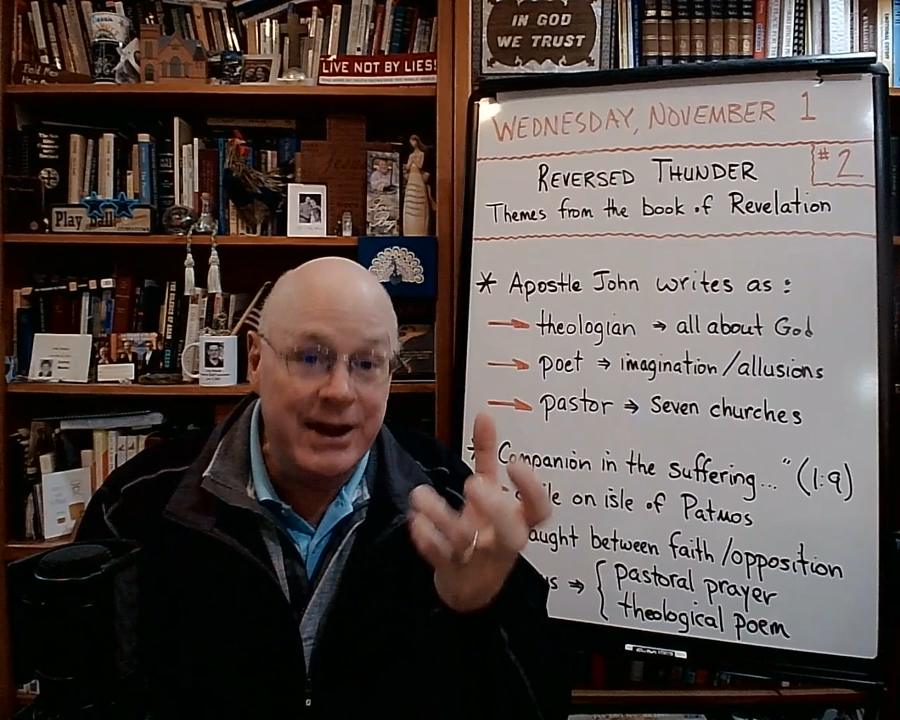 LIVE NOT BY LIES!
Play Ball
IN GOD
WE TRUST
WEDNESDAY, NOVEMBER 1
#2
REVERSED THUNDER
Themes from the book of Revelation
* Apostle John writes as:
→ theologian → all about God
→ poet → imagination/allusions
→ pastor → Seven churches
Companion in the suffering..." (1:9)
on isle of Patmos
between faith/opposition
⇒ { pastoral prayer
theological poem